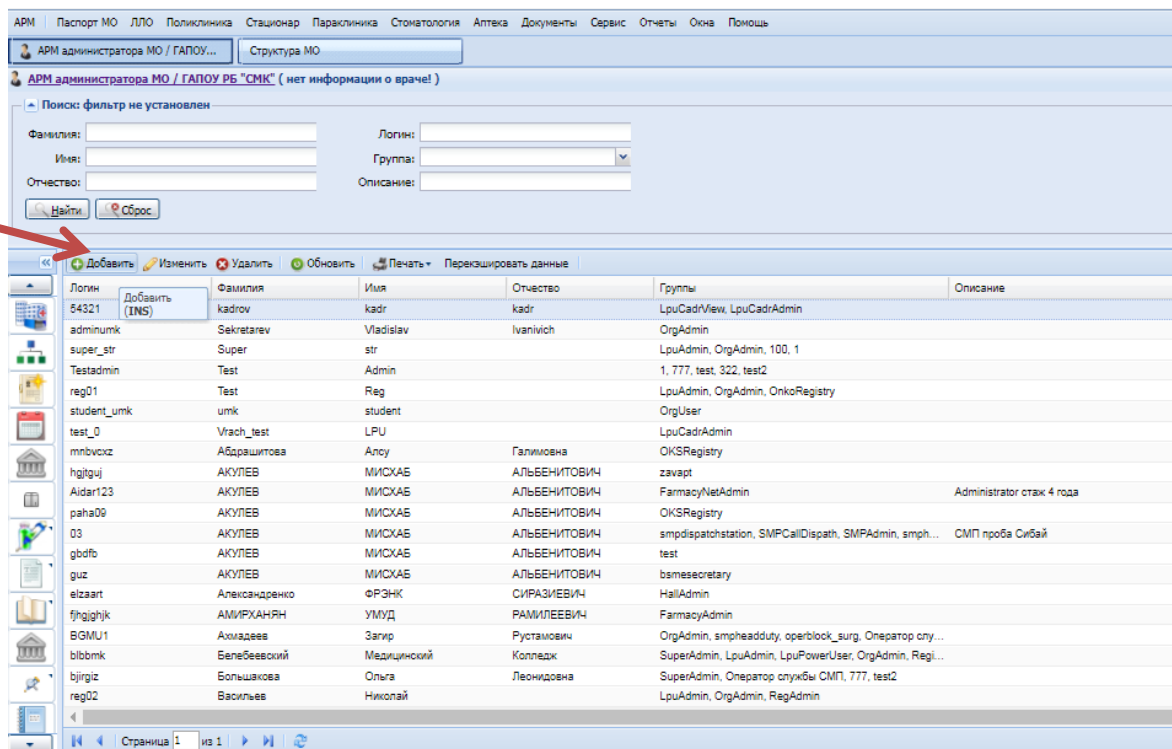 АРМ Паспорт МО ЛЛО Поликлиника Стационар Параклиника Стоматология Аптека Документы Сервис Отчеты Окна Помощь
АРМ администратора МО / ГАПОУ... Структура МО
АРМ администратора МО / ГАПОУ РБ "СМК" ( нет информации о враче! )
Поиск: фильтр не установлен
Фамилия: Логин:
Имя: Группа:
Отчество: Описание:
Найти Сброс
Добавить Изменить Удалить Обновить Печать Перекэшировать данные
Логин Фамилия Имя Отчество Группы Описание
Добавить
(INS)
54321 kadrov kadr kadr LpuCadrView, LpuCadrAdmin
adminumk Sekretarev Vladislav Ivanivich OrgAdmin
super_str Super str LpuAdmin, OrgAdmin, 100, 1
Testadmin Test Admin 1, 777, test, 322, test2
reg01 Test Reg LpuAdmin, OrgAdmin, OnkoRegistry
student_umk umk student OrgUser
test_0 Vrach_test LPU LpuCadrAdmin
mnbvcxz Абдрашитова Алсу Галимовна OKSRegistry
hgjtguj АКУЛЕВ МИСХАБ АЛЬБЕНИТОВИЧ zavapt
Aidar123 АКУЛЕВ МИСХАБ АЛЬБЕНИТОВИЧ FarmacyNetAdmin Administrator стаж 4 года
paha09 АКУЛЕВ МИСХАБ АЛЬБЕНИТОВИЧ OKSRegistry
03 АКУЛЕВ МИСХАБ АЛЬБЕНИТОВИЧ smpdispatchstation, SMPCallDispath, SMPAdmin, smph... СМП проба Сибай
gbdfb АКУЛЕВ МИСХАБ АЛЬБЕНИТОВИЧ test
guz АКУЛЕВ МИСХАБ АЛЬБЕНИТОВИЧ bsmesecretary
elzaart Александренко ФРЭНК СИРАЗИЕВИЧ HallAdmin
fjhgjghjk АМИРХАНЯН УМУД РАМИЛЕЕВИЧ FarmacyAdmin
BGMU1 Ахмадеев Загир Рустамович OrgAdmin, smpheadduty, operblock_surg, Оператор слу...
blbbmk Белебеевский Медицинский Колледж SuperAdmin, LpuAdmin, LpuPowerUser, OrgAdmin, Regi...
bjirgiz Большакова Ольга Леонидовна SuperAdmin, Оператор службы СМП, 777, test2
reg02 Васильев Николай LpuAdmin, OrgAdmin, RegAdmin
Страница 1 из 1